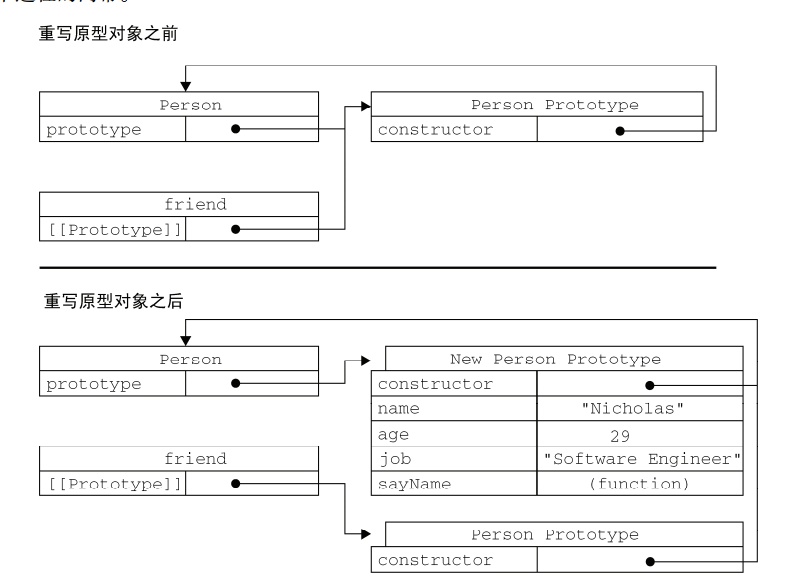 重写原型对象之前
Person
prototype
Person Prototype
constructor
friend
[[Prototype]]
重写原型对象之后
Person
prototype
New Person Prototype
constructor
name "Nicholas"
age 29
job "Software Engineer"
sayName (function)
friend
[[Prototype]]
Person Prototype
constructor